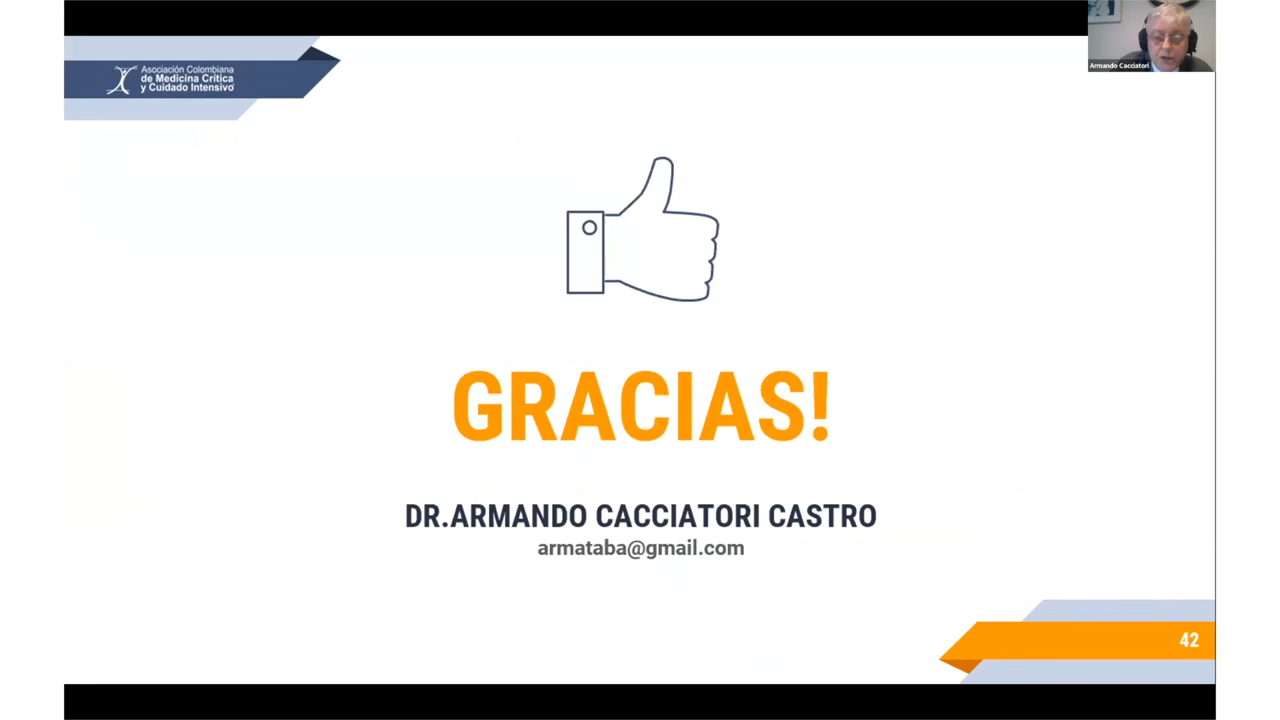 Asociación Colombiana
de Medicina Crítica
y Cuidado Intensivo
Armando Cacciatori
GRACIAS!
DR.ARMANDO CACCIATORI CASTRO
armataba@gmail.com
42